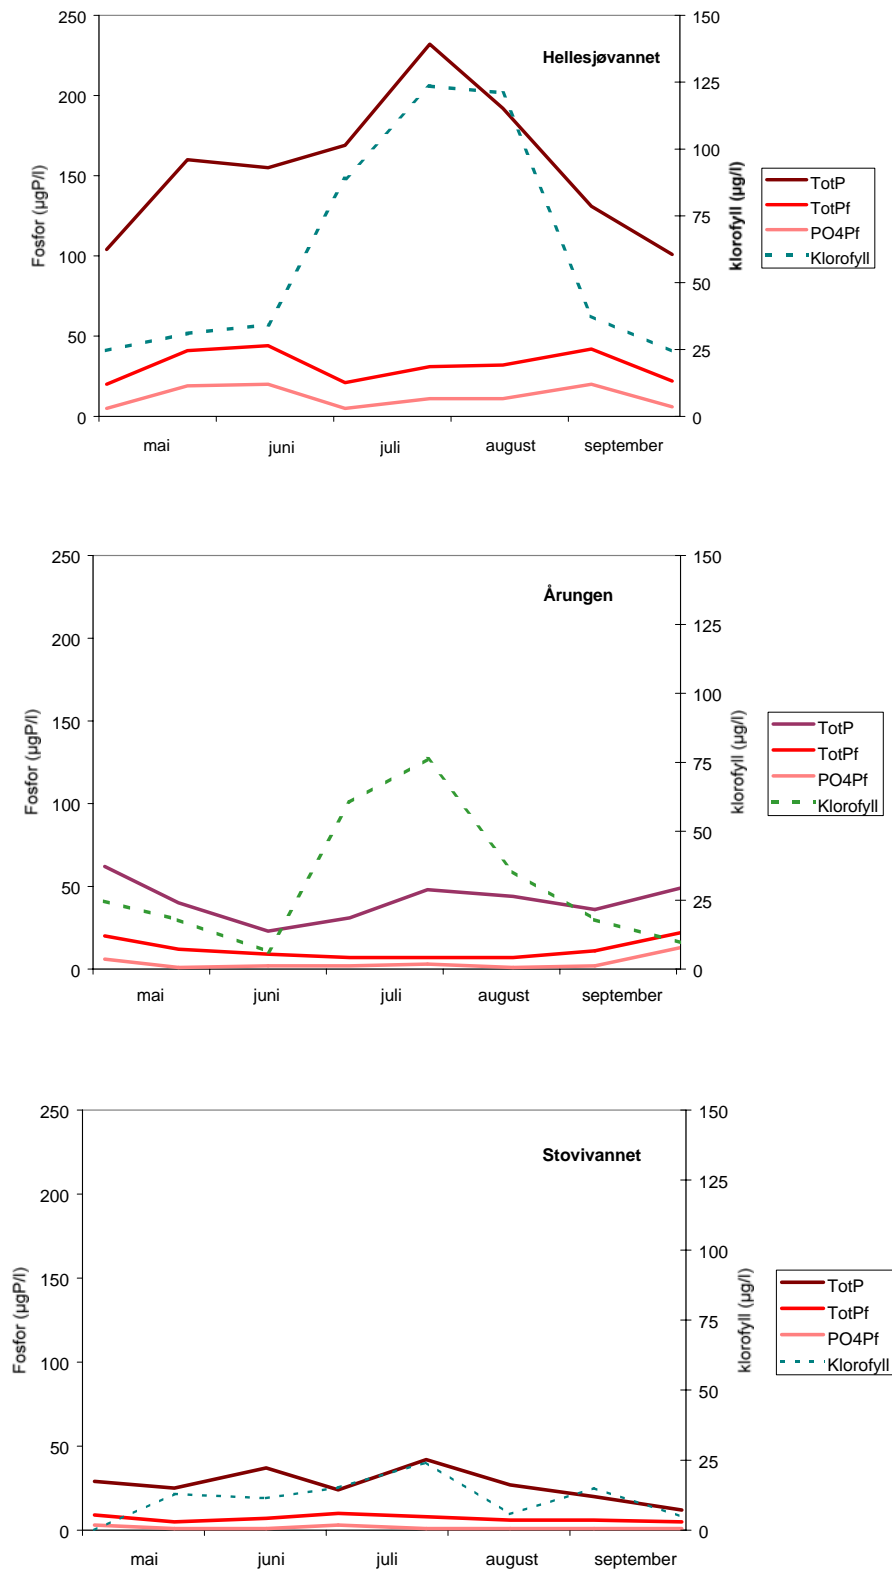 Hellesjøvannet
Fosfor (µgP/l)
250
200
150
100
50
0
150
125
100
75
50
25
0
klorofyll (µg/l)
mai juni juli august september
TotP
TotPf
PO4Pf
Klorofyll
Årungen
Fosfor (µgP/l)
250
200
150
100
50
0
150
125
100
75
50
25
0
klorofyll (µg/l)
mai juni juli august september
TotP
TotPf
PO4Pf
Klorofyll
Stovivannet
Fosfor (µgP/l)
250
200
150
100
50
0
150
125
100
75
50
25
0
klorofyll (µg/l)
mai juni juli august september
TotP
TotPf
PO4Pf
Klorofyll